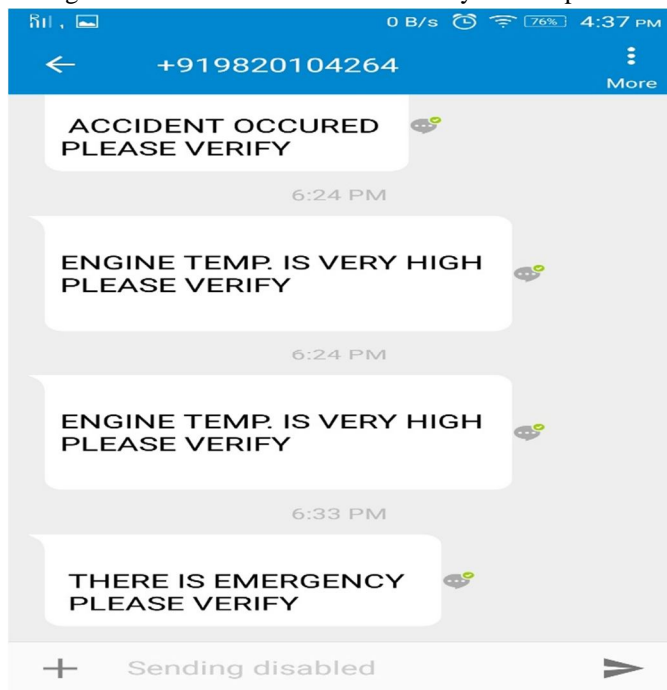 0 B/s 76% 4:37 PM
+919820104264
More
ACCIDENT OCCURED
PLEASE VERIFY
6:24 PM
ENGINE TEMP. IS VERY HIGH
PLEASE VERIFY
6:24 PM
ENGINE TEMP. IS VERY HIGH
PLEASE VERIFY
6:33 PM
THERE IS EMERGENCY
PLEASE VERIFY
Sending disabled